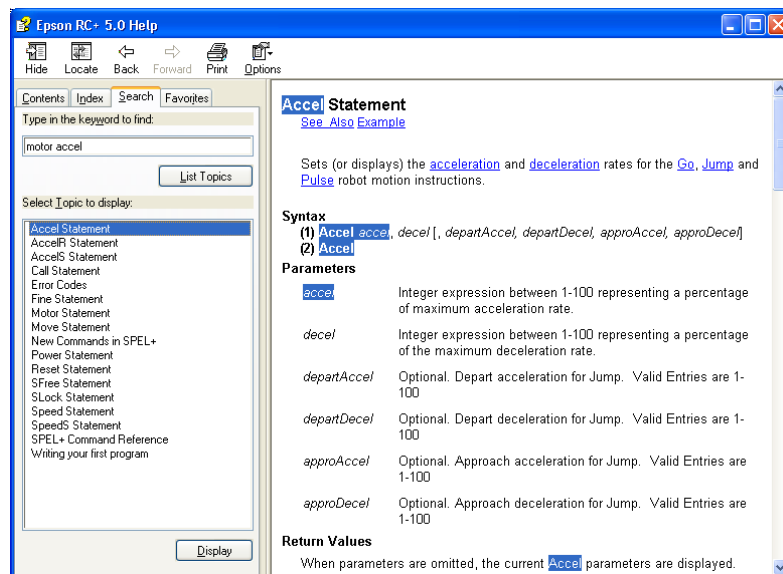 Epson RC+ 5.0 Help
Hide Locate Back Forward Print Options
Contents Index Search Favorites
Type in the keyword to find:
motor accel
List Topics
Select Topic to display:
Accel Statement
AccelR Statement
AccelS Statement
Call Statement
Error Codes
Fine Statement
Motor Statement
Move Statement
New Commands in SPEL+
Power Statement
Reset Statement
SFree Statement
SLock Statement
Speed Statement
SpeedS Statement
SPEL+ Command Reference
Writing your first program
Display
Accel Statement
See Also Example
Sets (or displays) the acceleration and deceleration rates for the Go, Jump and
Pulse robot motion instructions.
Syntax
(1) Accel accel, decel [, departAccel, departDecel, approAccel, approDecel]
(2) Accel
Parameters
accel Integer expression between 1-100 representing a percentage
of maximum acceleration rate.
decel Integer expression between 1-100 representing a percentage
of the maximum deceleration rate.
departAccel Optional. Depart acceleration for Jump. Valid Entries are 1-
100
departDecel Optional. Depart deceleration for Jump. Valid Entries are 1-
100
approAccel Optional. Approach acceleration for Jump. Valid Entries are
1-100
approDecel Optional. Approach deceleration for Jump. Valid Entries are
1-100
Return Values
When parameters are omitted, the current Accel parameters are displayed.